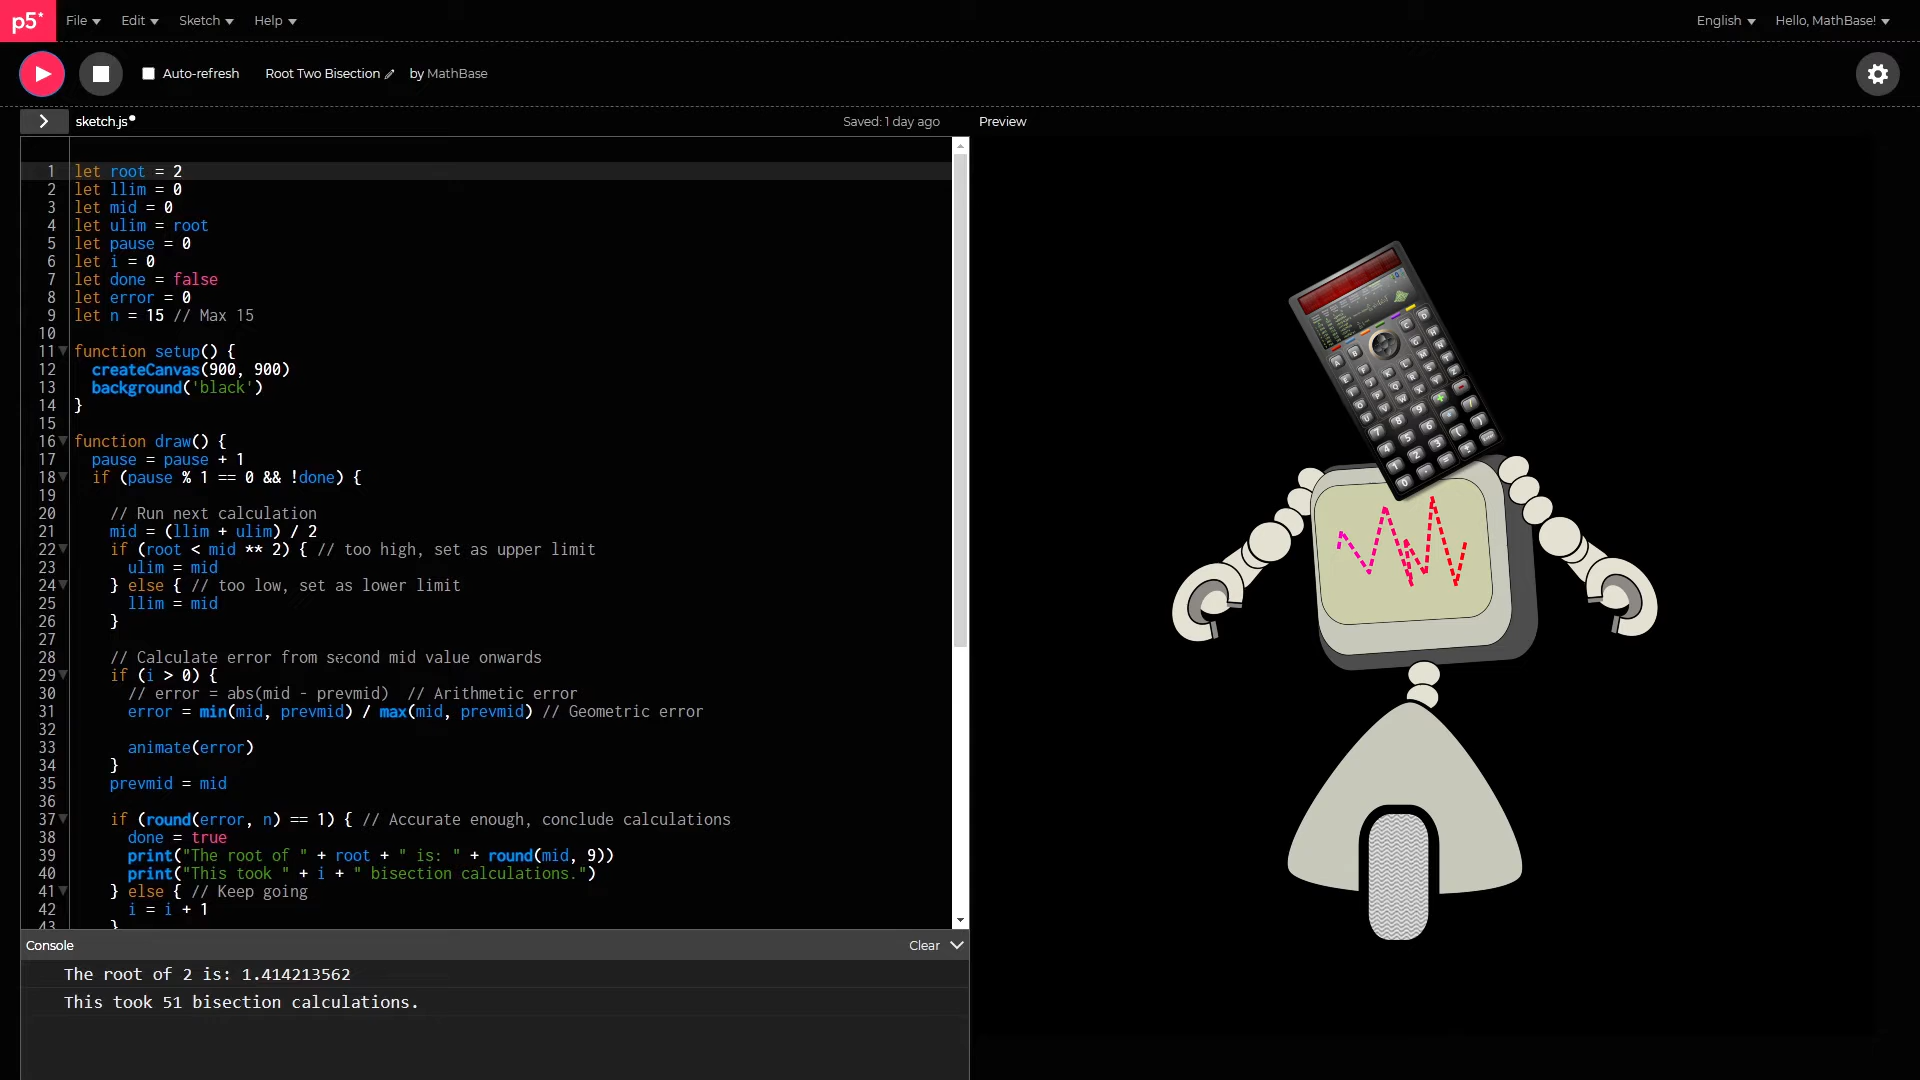 p5* File Edit Sketch Help English Hello, MathBase!
Auto-refresh Root Two Bisection by MathBase
sketch.js Saved: 1 day ago Preview
1 let root = 2
2 let llim = 0
3 let mid = 0
4 let ulim = root
5 let pause = 0
6 let i = 0
7 let done = false
8 let error = 0
9 let n = 15 // Max 15
10
11 function setup() {
12 createCanvas(900, 900)
13 background('black')
14 }
15
16 function draw() {
17 pause = pause + 1
18 if (pause % 1 == 0 && !done) {
19
20 // Run next calculation
21 mid = (llim + ulim) / 2
22 if (root < mid ** 2) { // too high, set as upper limit
23 ulim = mid
24 } else { // too low, set as lower limit
25 llim = mid
26 }
27
28 // Calculate error from second mid value onwards
29 if (i > 0) {
30 // error = abs(mid - prevmid) // Arithmetic error
31 error = min(mid, prevmid) / max(mid, prevmid) // Geometric error
32
33 animate(error)
34 }
35 prevmid = mid
36
37 if (round(error, n) == 1) { // Accurate enough, conclude calculations
38 done = true
39 print("The root of " + root + " is: " + round(mid, 9))
40 print("This took " + i + " bisection calculations.")
41 } else { // Keep going
42 i = i + 1
43 }
Console Clear
The root of 2 is: 1.414213562
This took 51 bisection calculations.